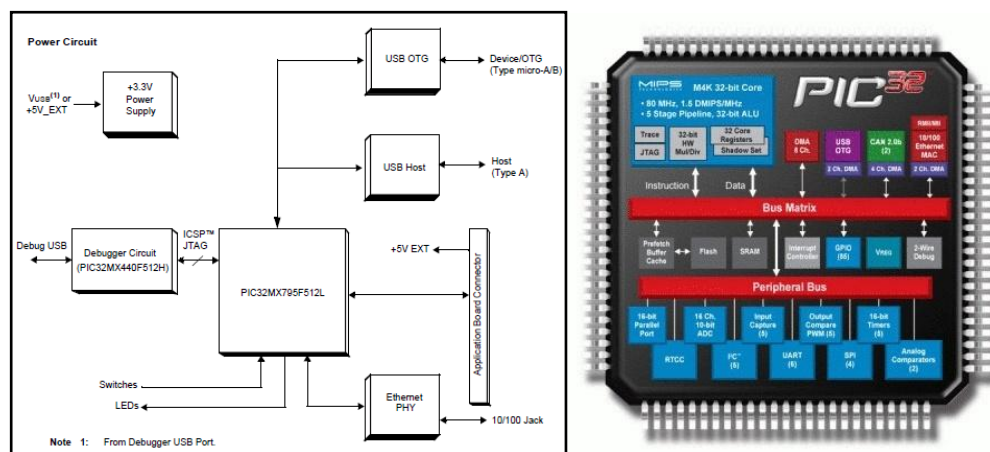 Power Circuit
VUSB(1) or
+5V_EXT
+3.3V
Power
Supply
USB OTG
Device/OTG
(Type micro-A/B)
USB Host
Host
(Type A)
Debug USB
Debugger Circuit
(PIC32MX440F512H)
ICSP™
JTAG
PIC32MX795F512L
+5V EXT
Application Board Connector
Switches
LEDs
Ethernet
PHY
10/100 Jack
Note 1: From Debugger USB Port.
MIPS
TECHNOLOGIES
M4K 32-bit Core
• 80 MHz, 1.5 DMIPS/MHz
• 5 Stage Pipeline, 32-bit ALU
Trace
JTAG
32-bit
HW
Mul/Div
32 Core
Registers
Shadow Set
PIC32
DMA
8 Ch.
USB
OTG
2 Ch. DMA
CAN 2.0b
(2)
4 Ch. DMA
RMII/MII
10/100
Ethernet
MAC
2 Ch. DMA
Instruction
Data
Bus Matrix
Prefetch
Buffer
Cache
Flash
SRAM
Interrupt
Controller
GPIO
(85)
VREG
2-Wire
Debug
Peripheral Bus
16-bit
Parallel
Port
RTCC
16 Ch.
10-bit
ADC
I²C™
(5)
Input
Capture
(5)
UART
(6)
Output
Compare
PWM (5)
SPI
(4)
16-bit
Timers
(5)
Analog
Comparators
(2)